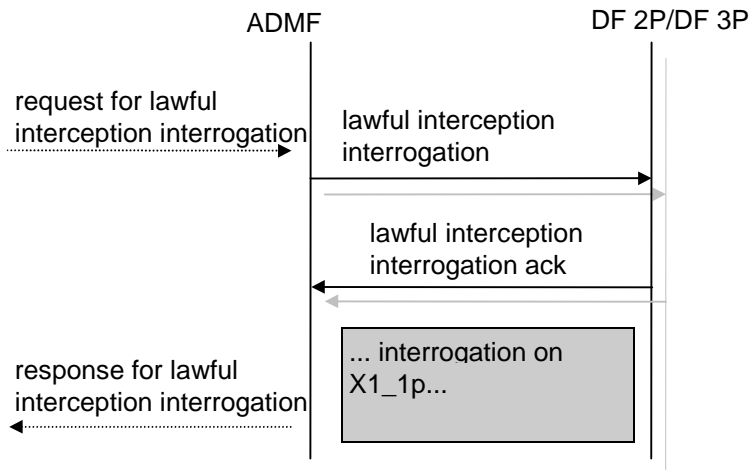 ADMF
DF 2P/DF 3P
request for lawful
interception interrogation
lawful interception
interrogation
lawful interception
interrogation ack
... interrogation on
X1_1p...
response for lawful
interception interrogation